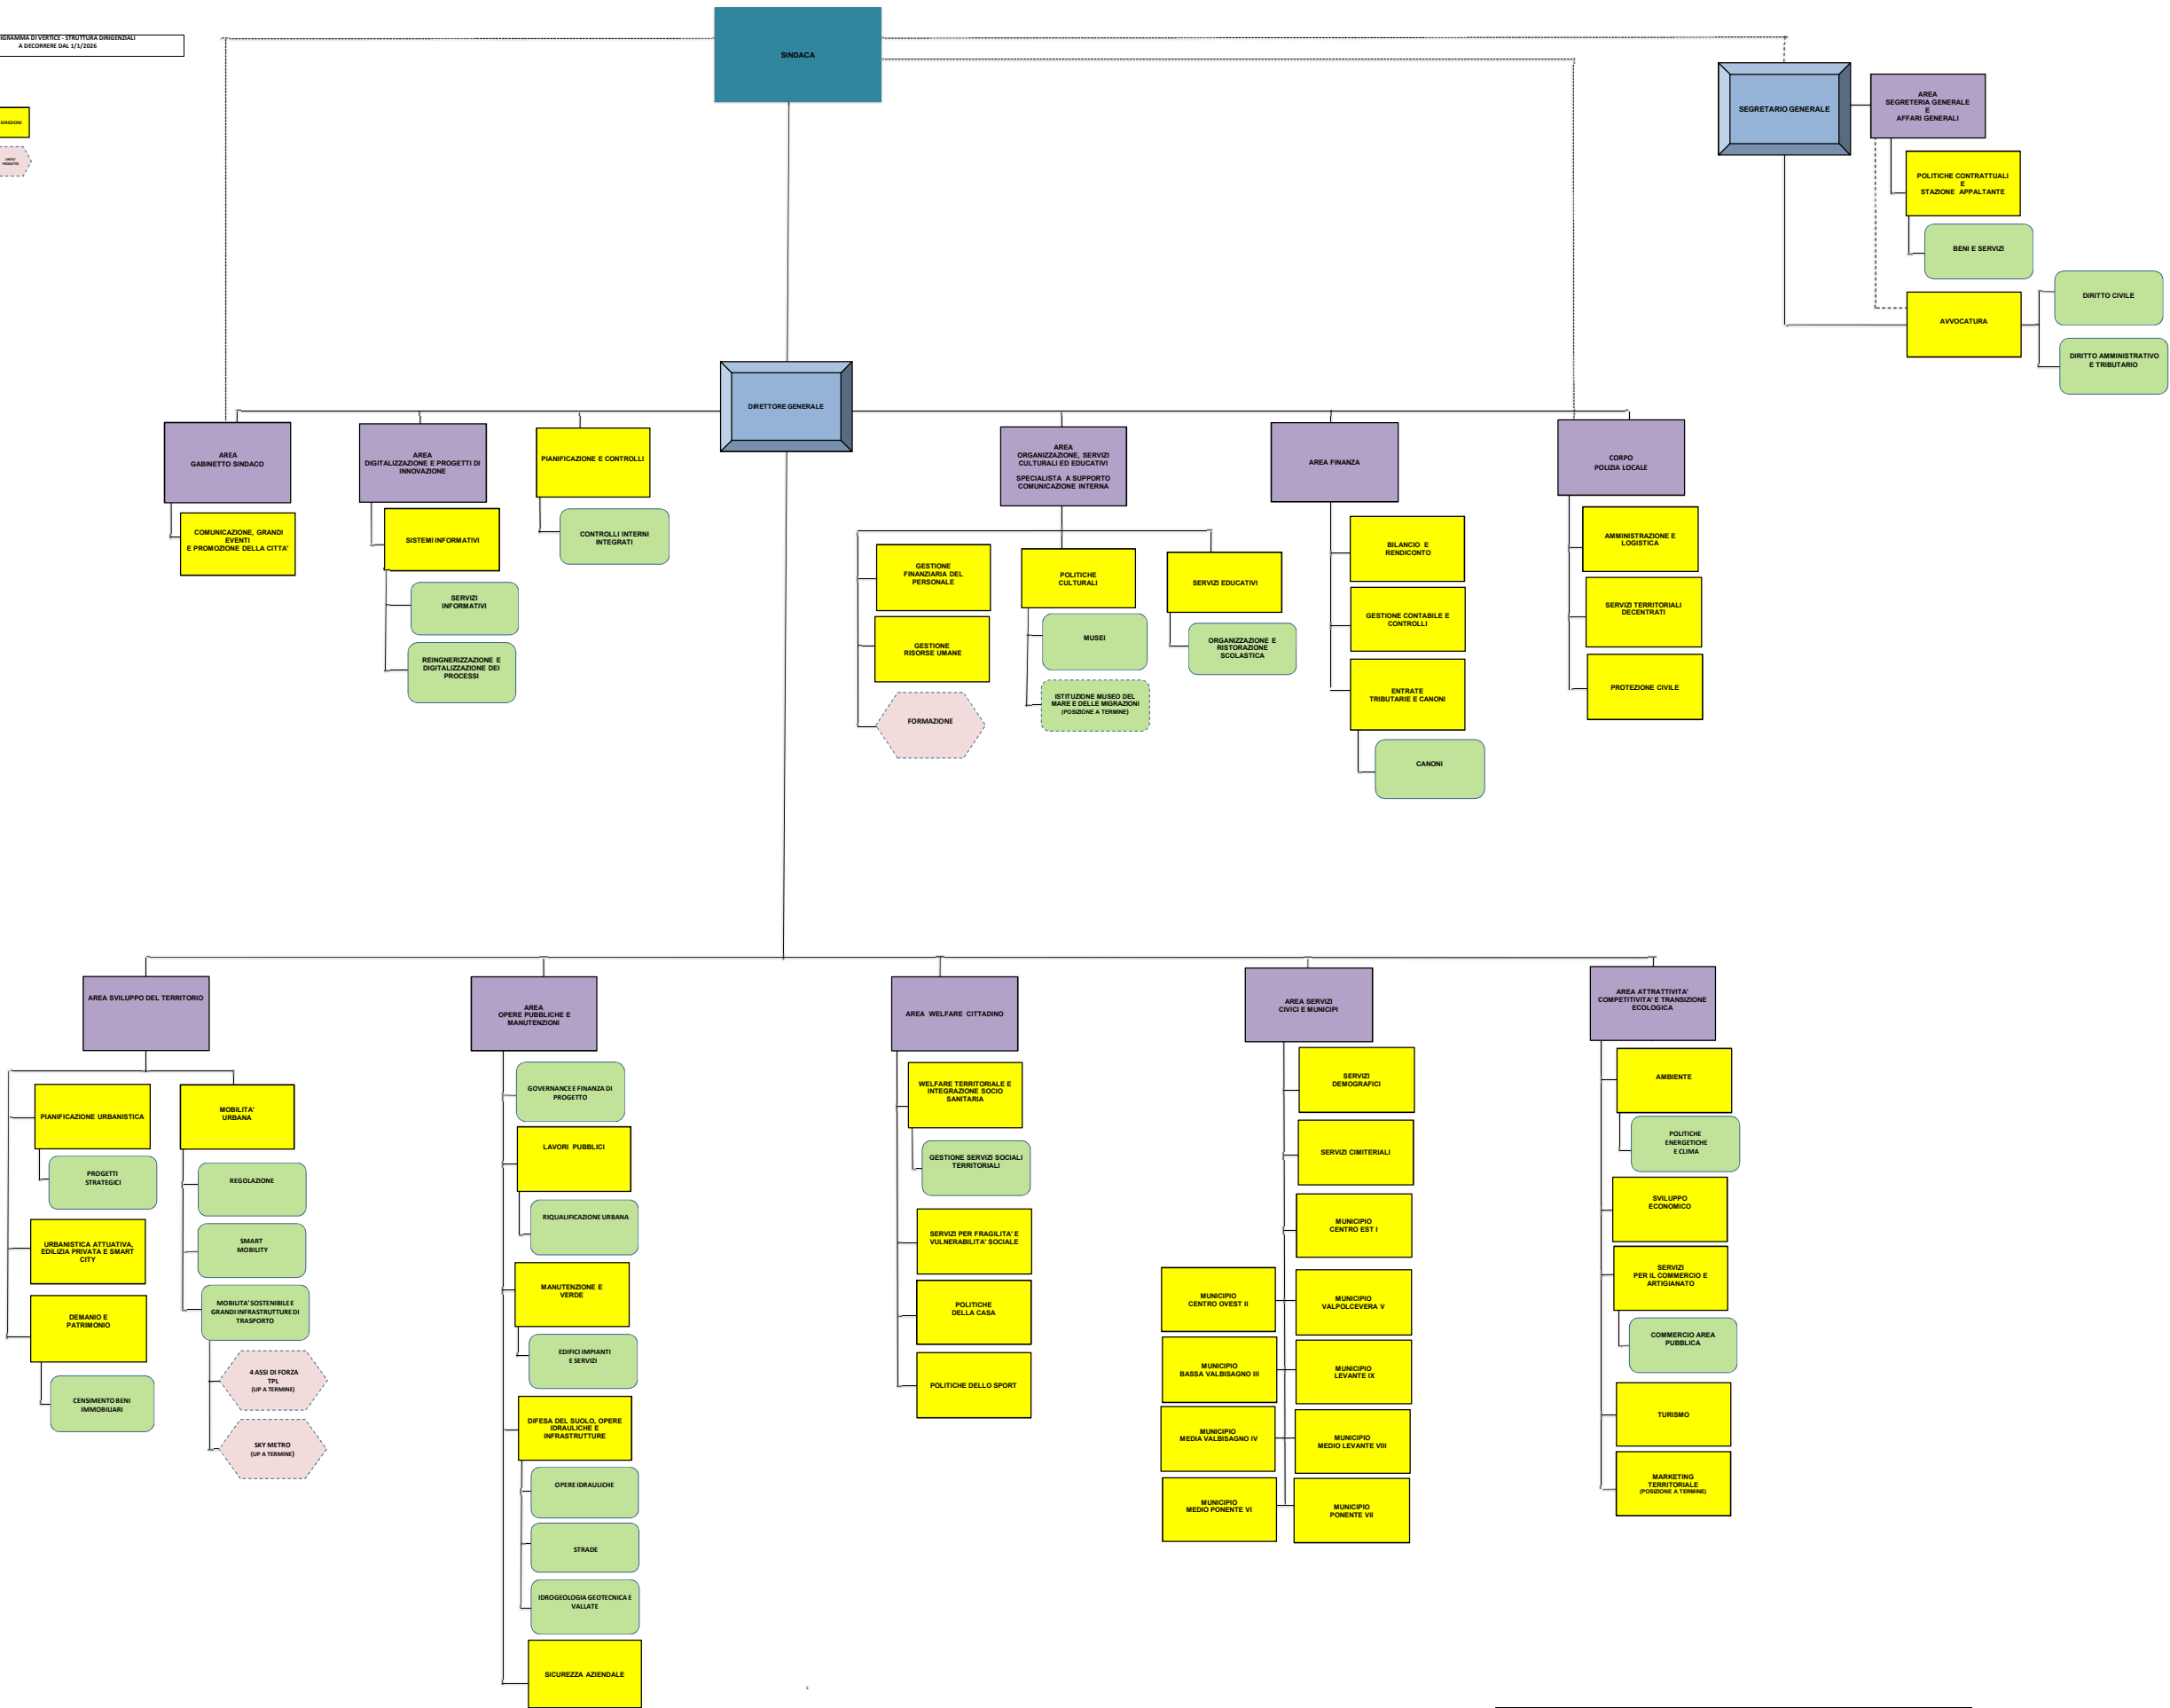 IGRAMMA DI VERTICE - STRUTTURA DIRIGENZIALI
A DECORRERE DAL 1/1/2026
DIREZIONI
UNITA'
PROGETTO
SINDACA
SEGRETARIO GENERALE
AREA
SEGRETERIA GENERALE
E
AFFARI GENERALI
POLITICHE CONTRATTUALI
E
STAZIONE APPALTANTE
BENI E SERVIZI
AVVOCATURA
DIRITTO CIVILE
DIRITTO AMMINISTRATIVO
E TRIBUTARIO
DIRETTORE GENERALE
AREA
GABINETTO SINDACO
COMUNICAZIONE, GRANDI
EVENTI
E PROMOZIONE DELLA CITTA'
AREA
DIGITALIZZAZIONE E PROGETTI DI
INNOVAZIONE
SISTEMI INFORMATIVI
SERVIZI
INFORMATIVI
REINGNERIZZAZIONE E
DIGITALIZZAZIONE DEI
PROCESSI
PIANIFICAZIONE E CONTROLLI
CONTROLLI INTERNI
INTEGRATI
AREA
ORGANIZZAZIONE, SERVIZI
CULTURALI ED EDUCATIVI
SPECIALISTA A SUPPORTO
COMUNICAZIONE INTERNA
GESTIONE
FINANZIARIA DEL
PERSONALE
GESTIONE
RISORSE UMANE
FORMAZIONE
POLITICHE
CULTURALI
MUSEI
ISTITUZIONE MUSEO DEL
MARE E DELLE MIGRAZIONI
(POSIZIONE A TERMINE)
SERVIZI EDUCATIVI
ORGANIZZAZIONE E
RISTORAZIONE
SCOLASTICA
AREA FINANZA
BILANCIO E
RENDICONTO
GESTIONE CONTABILE E
CONTROLLI
ENTRATE
TRIBUTARIE E CANONI
CANONI
CORPO
POLIZIA LOCALE
AMMINISTRAZIONE E
LOGISTICA
SERVIZI TERRITORIALI
DECENTRATI
PROTEZIONE CIVILE
AREA SVILUPPO DEL TERRITORIO
PIANIFICAZIONE URBANISTICA
PROGETTI
STRATEGICI
URBANISTICA ATTUATIVA,
EDILIZIA PRIVATA E SMART
CITY
DEMANIO E
PATRIMONIO
CENSIMENTO BENI
IMMOBILIARI
MOBILITA'
URBANA
REGOLAZIONE
SMART
MOBILITY
MOBILITA' SOSTENIBILE E
GRANDI INFRASTRUTTURE DI
TRASPORTO
4 ASSI DI FORZA
TPL
(UP A TERMINE)
SKY METRO
(UP A TERMINE)
AREA
OPERE PUBBLICHE E
MANUTENZIONI
GOVERNANCE E FINANZA DI
PROGETTO
LAVORI PUBBLICI
RIQUALIFICAZIONE URBANA
MANUTENZIONE E
VERDE
EDIFICI IMPIANTI
E SERVIZI
DIFESA DEL SUOLO, OPERE
IDRAULICHE E
INFRASTRUTTURE
OPERE IDRAULICHE
STRADE
IDROGEOLOGIA GEOTECNICA E
VALLATE
SICUREZZA AZIENDALE
AREA WELFARE CITTADINO
WELFARE TERRITORIALE E
INTEGRAZIONE SOCIO
SANITARIA
GESTIONE SERVIZI SOCIALI
TERRITORIALI
SERVIZI PER FRAGILITA' E
VULNERABILITA' SOCIALE
POLITICHE
DELLA CASA
POLITICHE DELLO SPORT
AREA SERVIZI
CIVICI E MUNICIPI
SERVIZI
DEMOGRAFICI
SERVIZI CIMITERIALI
MUNICIPIO
CENTRO EST I
MUNICIPIO
CENTRO OVEST II
MUNICIPIO
VALPOLCEVERA V
MUNICIPIO
BASSA VALBISAGNO III
MUNICIPIO
LEVANTE IX
MUNICIPIO
MEDIA VALBISAGNO IV
MUNICIPIO
MEDIO LEVANTE VIII
MUNICIPIO
MEDIO PONENTE VI
MUNICIPIO
PONENTE VII
AREA ATTRATTIVITA'
COMPETITIVITA' E TRANSIZIONE
ECOLOGICA
AMBIENTE
POLITICHE
ENERGETICHE
E CLIMA
SVILUPPO
ECONOMICO
SERVIZI
PER IL COMMERCIO E
ARTIGIANATO
COMMERCIO AREA
PUBBLICA
TURISMO
MARKETING
TERRITORIALE
(POSIZIONE A TERMINE)